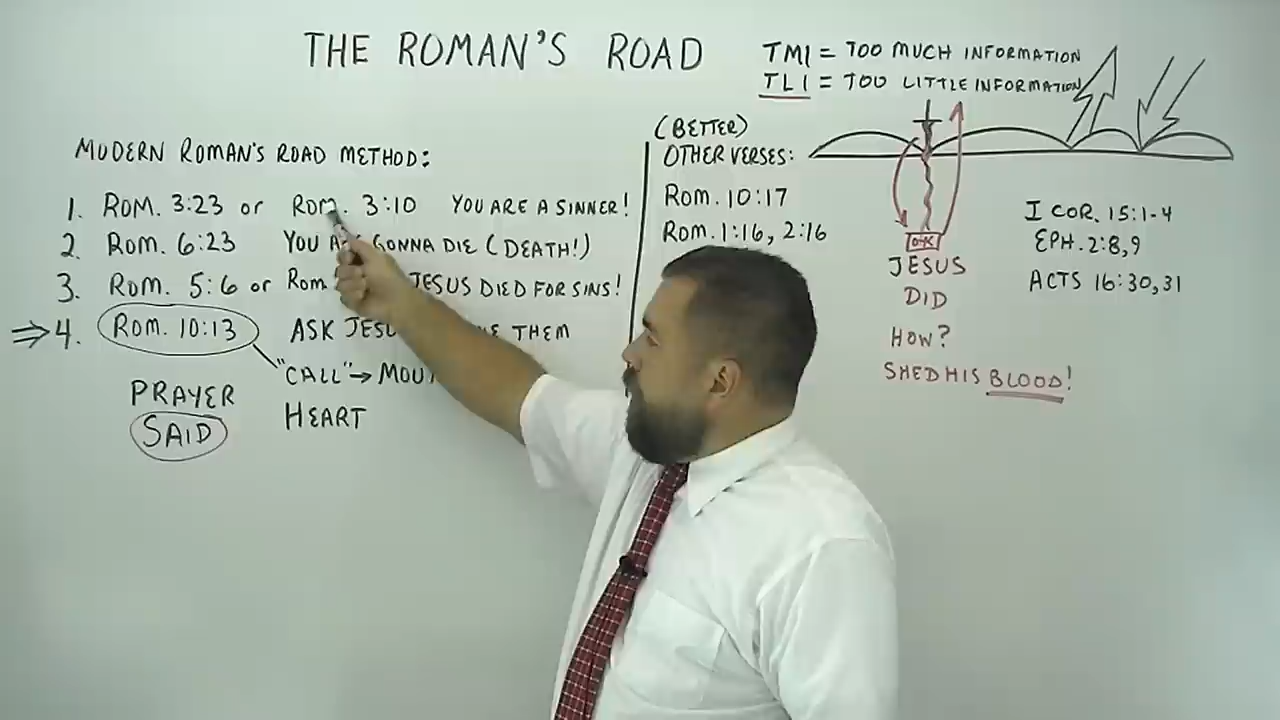 THE ROMAN'S ROAD
TMI = TOO MUCH INFORMATION
TLI = TOO LITTLE INFORMATION
MODERN ROMAN'S ROAD METHOD:
1. ROM. 3:23 or ROM. 3:10 YOU ARE A SINNER!
2. ROM. 6:23 YOU GONNA DIE (DEATH!)
3. ROM. 5:6 or Rom JESUS DIED FOR SINS!
⇒ 4. ROM. 10:13 ASK THEM
"CALL" →
PRAYER
SAID
HEART
(BETTER)
OTHER VERSES:
ROM. 10:17
ROM. 1:16, 2:16
JESUS
DID
HOW?
SHED HIS BLOOD!
I COR. 15:1-4
EPH. 2:8,9
ACTS 16:30,31